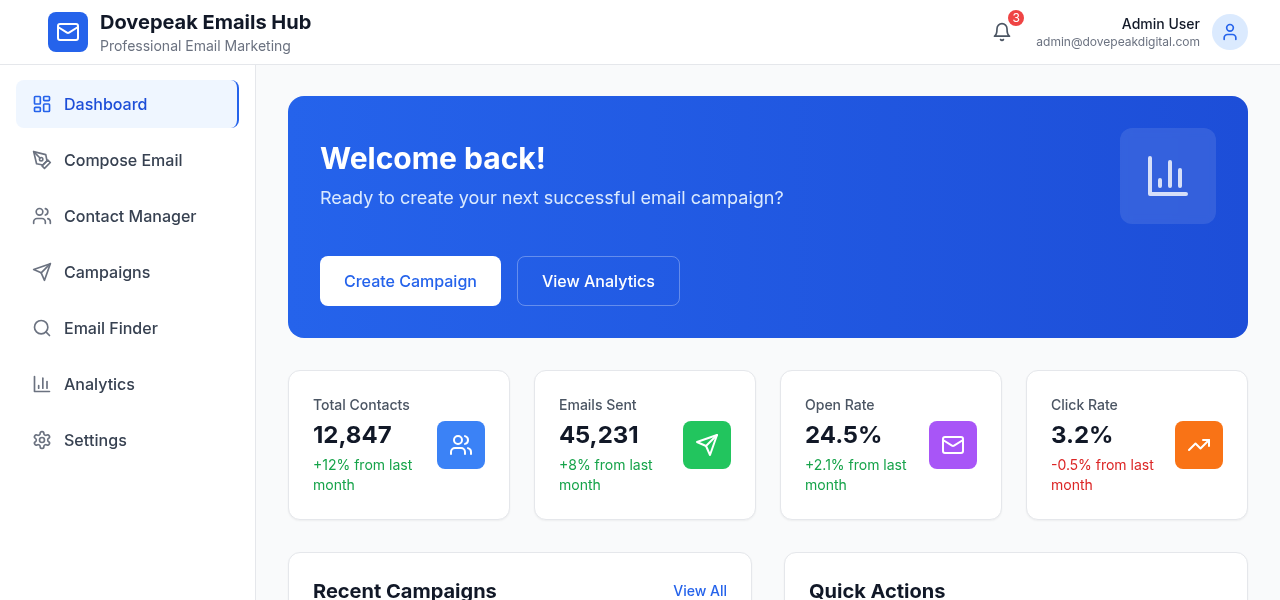 Dovepeak Emails Hub
Professional Email Marketing
3
Admin User
admin@dovepeakdigital.com
Dashboard
Compose Email
Contact Manager
Campaigns
Email Finder
Analytics
Settings
Welcome back!
Ready to create your next successful email campaign?
Create Campaign
View Analytics
Total Contacts
12,847
+12% from last
month
Emails Sent
45,231
+8% from last
month
Open Rate
24.5%
+2.1% from last
month
Click Rate
3.2%
-0.5% from last
month
Recent Campaigns
View All
Quick Actions